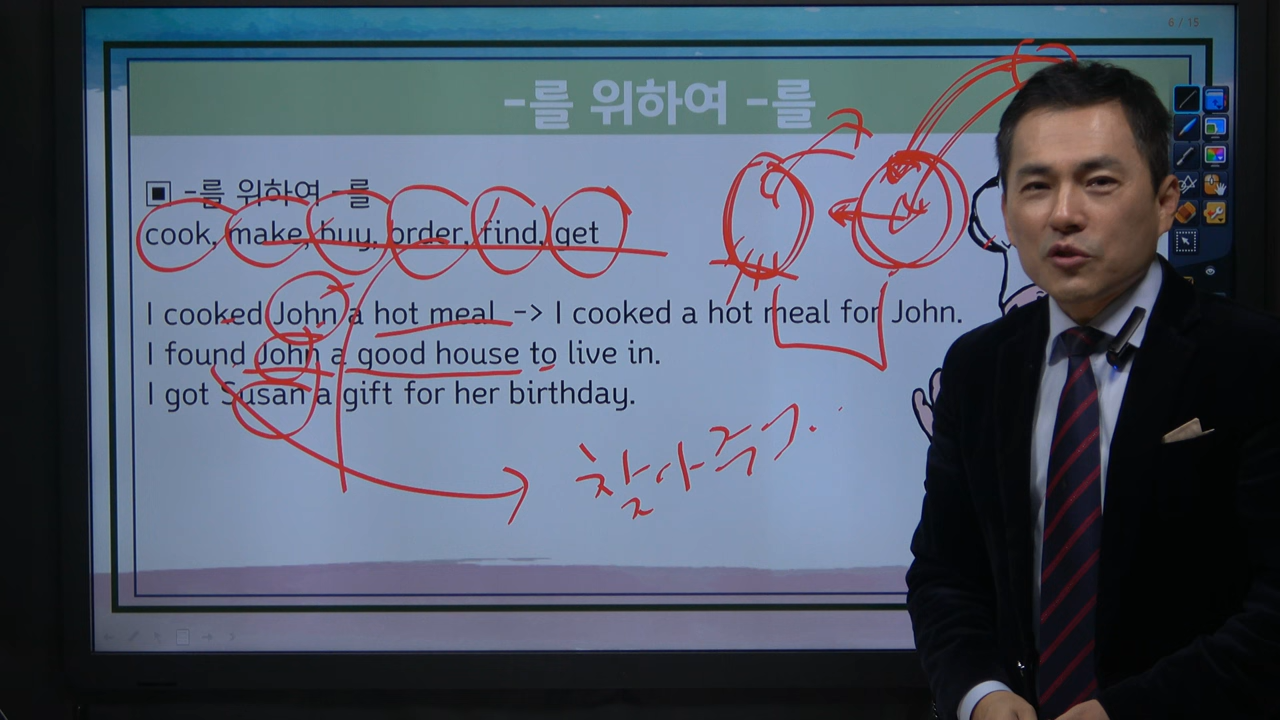 6 / 15
-를 위하여 -를
▣ -를 위하여 -를
cook, make, buy, order, find, get
I cooked John a hot meal -> I cooked a hot meal for John.
I found John a good house to live in.
I got Susan a gift for her birthday.
찾아주다.